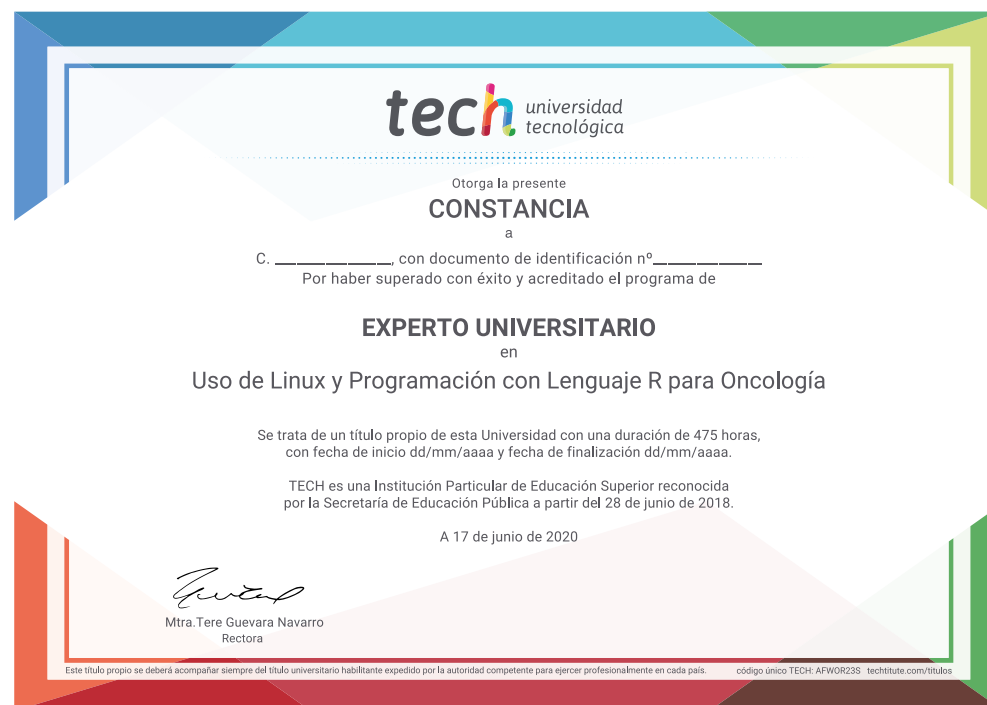 tech universidad
tecnológica
Otorga la presente
CONSTANCIA
a
C. ______________, con documento de identificación nº_____________
Por haber superado con éxito y acreditado el programa de
EXPERTO UNIVERSITARIO
en
Uso de Linux y Programación con Lenguaje R para Oncología
Se trata de un título propio de esta Universidad con una duración de 475 horas,
con fecha de inicio dd/mm/aaaa y fecha de finalización dd/mm/aaaa.
TECH es una Institución Particular de Educación Superior reconocida
por la Secretaría de Educación Pública a partir del 28 de junio de 2018.
A 17 de junio de 2020
Mtra.Tere Guevara Navarro
Rectora
Este título propio se deberá acompañar siempre del título universitario habilitante expedido por la autoridad competente para ejercer profesionalmente en cada país. código único TECH: AFWOR23S techtitute.com/titulos